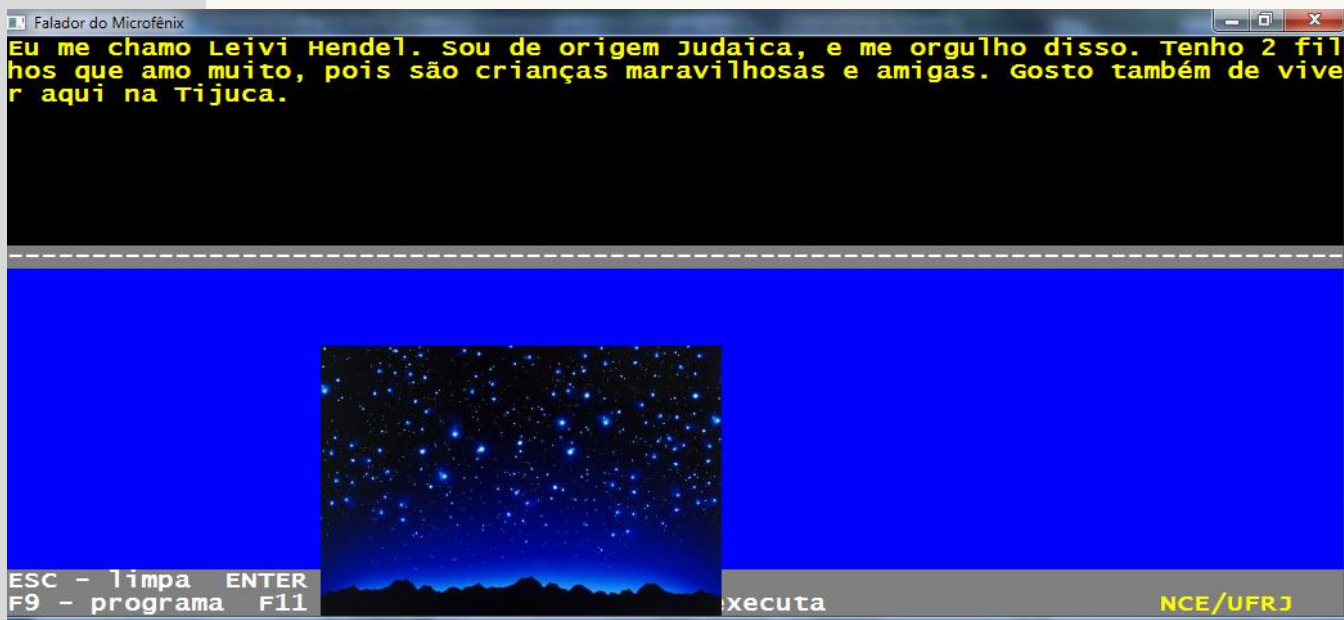 Falador do Microfênix
Eu me chamo Leivi Hendel. Sou de origem Judaica, e me orgulho disso. Tenho 2 fil
hos que amo muito, pois são crianças maravilhosas e amigas. Gosto também de vive
r aqui na Tijuca.
--------------------------------------------------------------------------------
ESC - limpa ENTER
F9 - programa F11 xecuta NCE/UFRJ